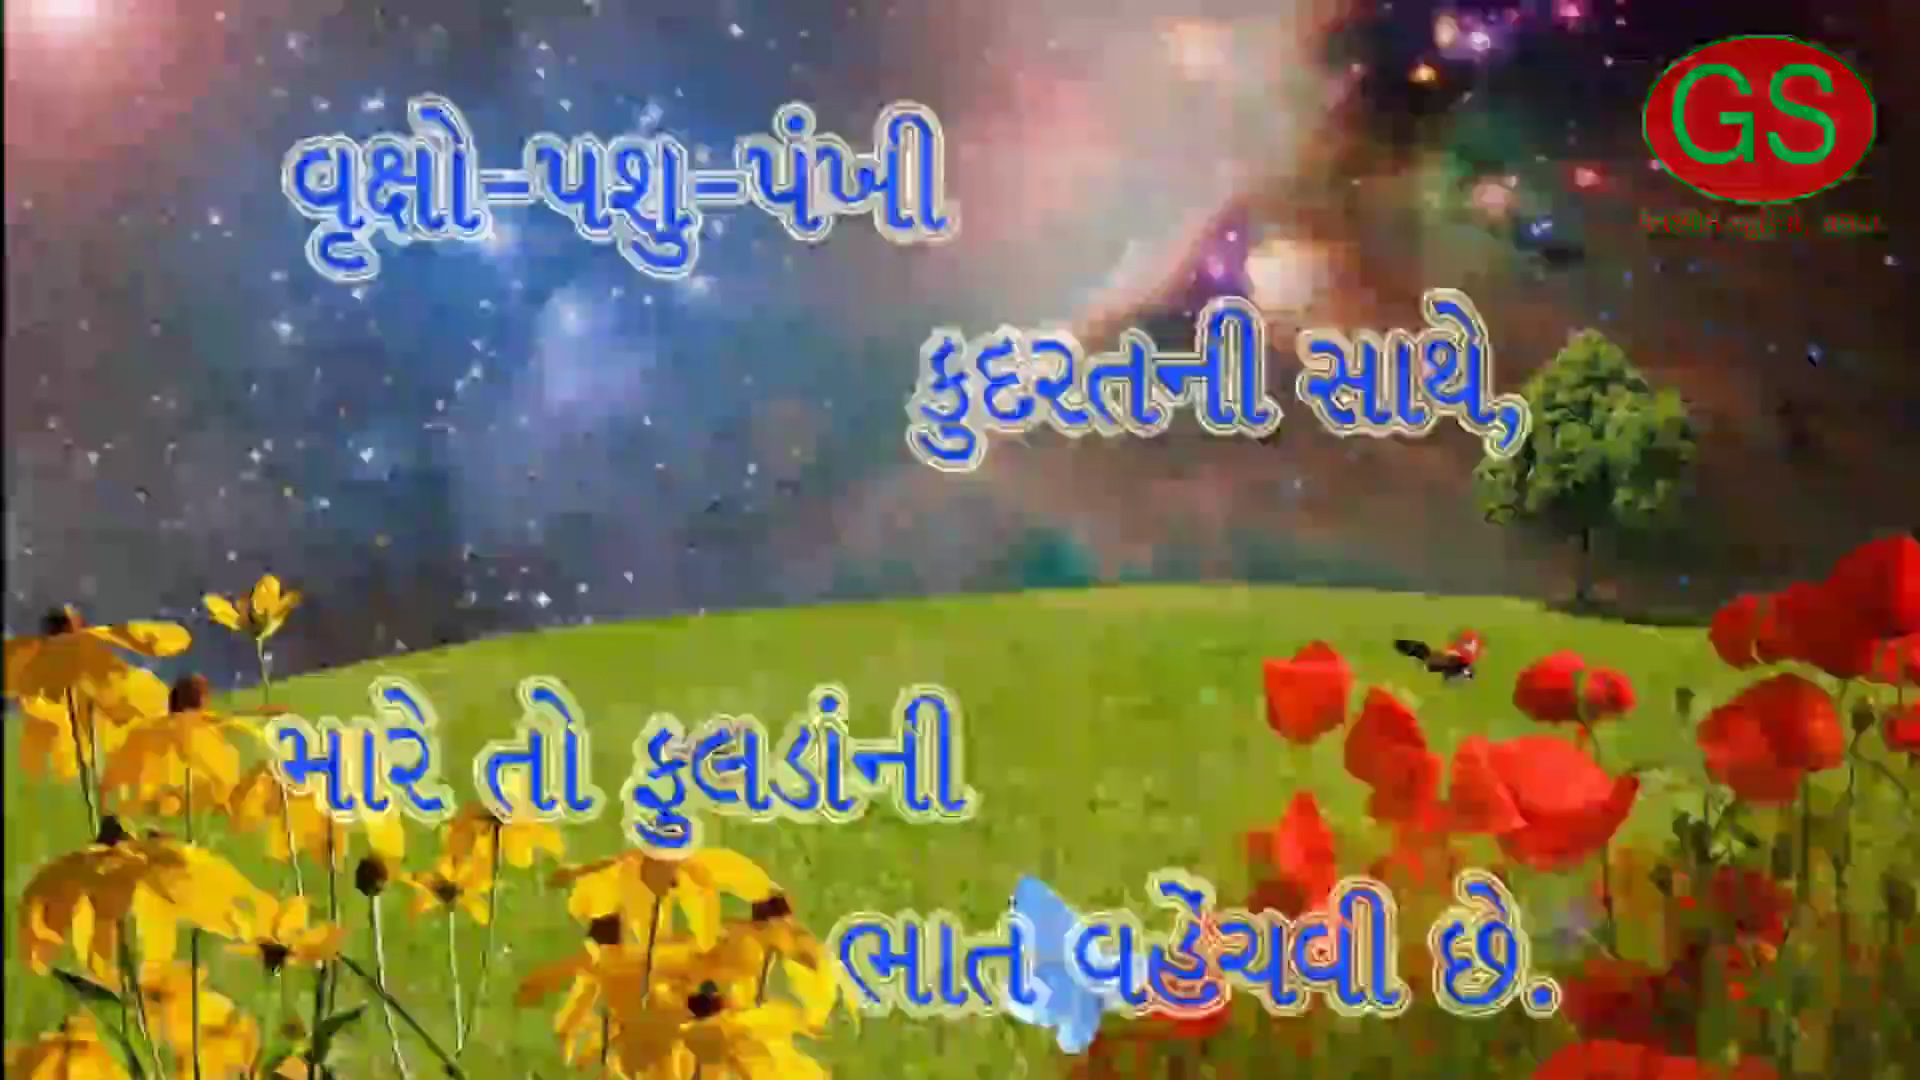 GS
વૃક્ષો-પશુ-પંખી
કુદરતની સાથે,
મારે તો ફુલડાંની
ભાત વહેંચવી છે.